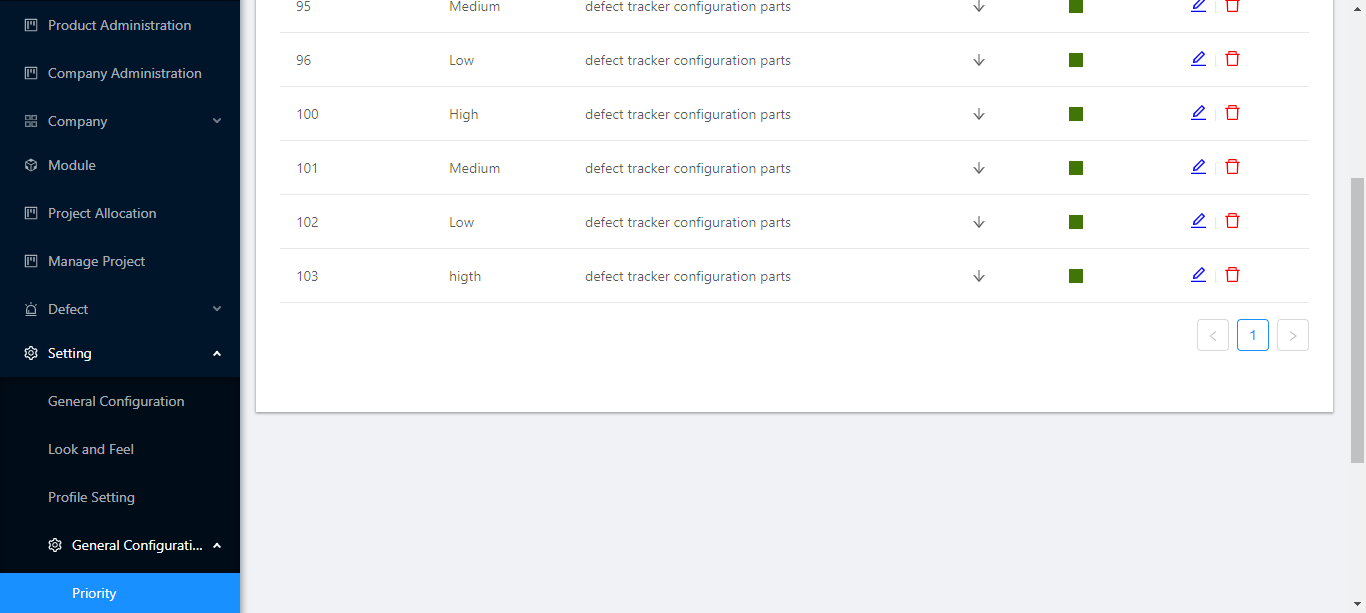 Product Administration
Company Administration
Company
Module
Project Allocation
Manage Project
Defect
Setting
General Configuration
Look and Feel
Profile Setting
General Configurati...
Priority
95 Medium defect tracker configuration parts
96 Low defect tracker configuration parts
100 High defect tracker configuration parts
101 Medium defect tracker configuration parts
102 Low defect tracker configuration parts
103 higth defect tracker configuration parts
< 1 >